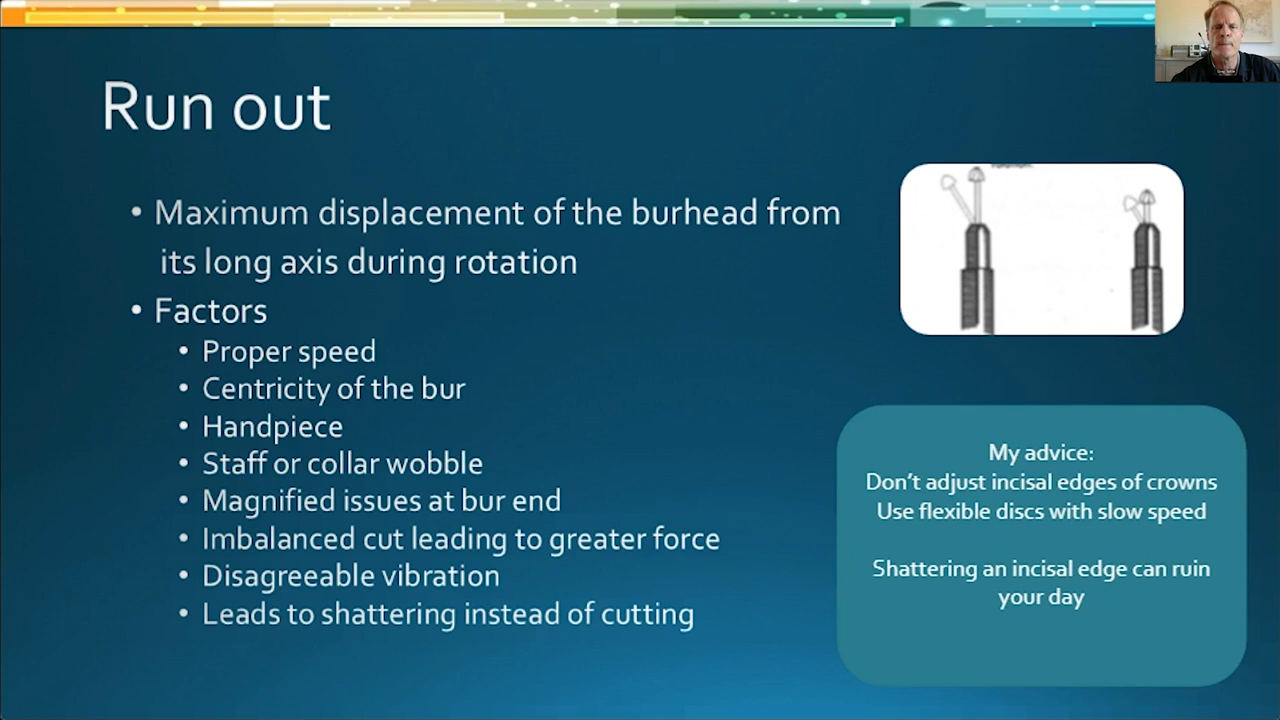 Run out
• Maximum displacement of the burhead from
its long axis during rotation
• Factors
• Proper speed
• Centricity of the bur
• Handpiece
• Staff or collar wobble
• Magnified issues at bur end
• Imbalanced cut leading to greater force
• Disagreeable vibration
• Leads to shattering instead of cutting
My advice:
Don’t adjust incisal edges of crowns
Use flexible discs with slow speed
Shattering an incisal edge can ruin
your day